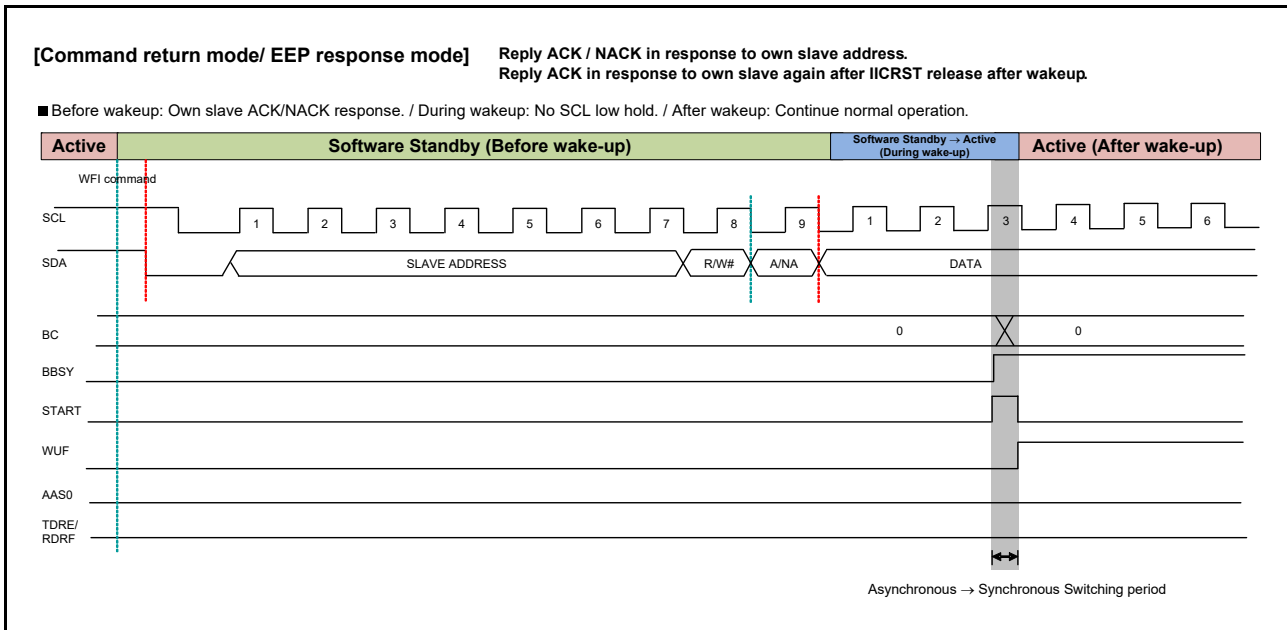 [Command return mode/ EEP response mode] Reply ACK / NACK in response to own slave address.
Reply ACK in response to own slave again after IICRST release after wakeup.
■ Before wakeup: Own slave ACK/NACK response. / During wakeup: No SCL low hold. / After wakeup: Continue normal operation.
Active Software Standby (Before wake-up) Software Standby → Active Active (After wake-up)
(During wake-up)
WFI command
SCL 1 2 3 4 5 6 7 8 9 1 2 3 4 5 6
SDA SLAVE ADDRESS R/W# A/NA DATA
BC 0 0
BBSY
START
WUF
AAS0
TDRE/
RDRF
Asynchronous → Synchronous Switching period